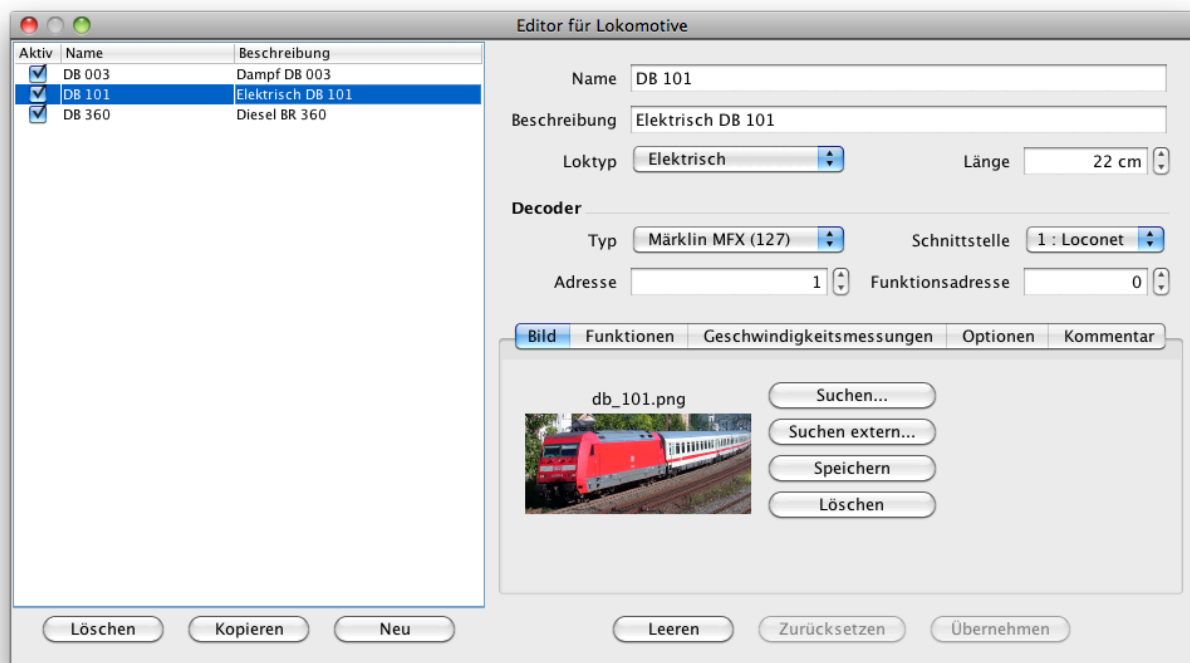 Editor für Lokomotive
Aktiv Name Beschreibung
DB 003 Dampf DB 003
DB 101 Elektrisch DB 101
DB 360 Diesel BR 360
Löschen Kopieren Neu
Name DB 101
Beschreibung Elektrisch DB 101
Loktyp Elektrisch Länge 22 cm
Decoder
Typ Märklin MFX (127) Schnittstelle 1 : Loconet
Adresse 1 Funktionsadresse 0
Bild Funktionen Geschwindigkeitsmessungen Optionen Kommentar
db_101.png
Suchen...
Suchen extern...
Speichern
Löschen
Leeren Zurücksetzen Übernehmen